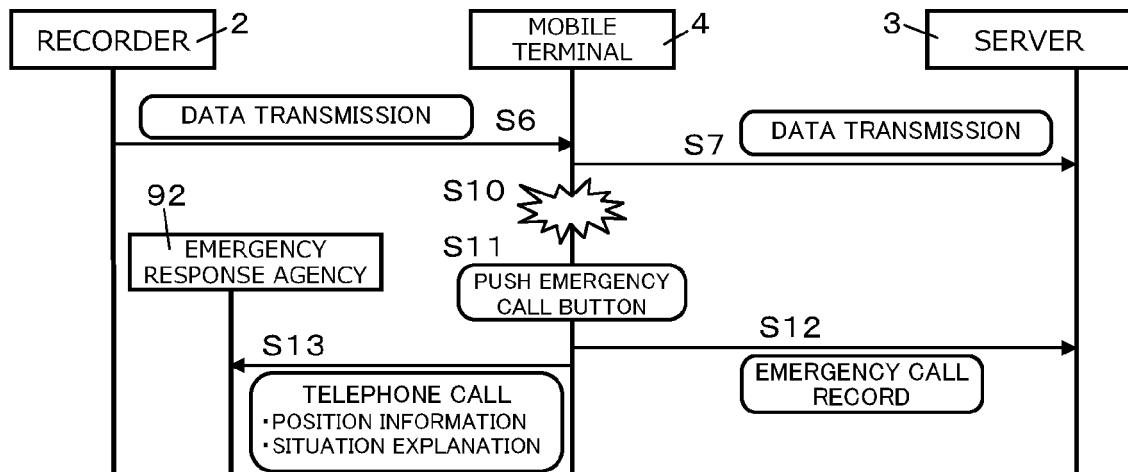 RECORDER
2
MOBILE
TERMINAL
4
3
SERVER
DATA TRANSMISSION
S6
S7
DATA TRANSMISSION
S10
92
EMERGENCY
RESPONSE AGENCY
S11
PUSH EMERGENCY
CALL BUTTON
S12
S13
EMERGENCY CALL
RECORD
TELEPHONE CALL
・POSITION INFORMATION
・SITUATION EXPLANATION